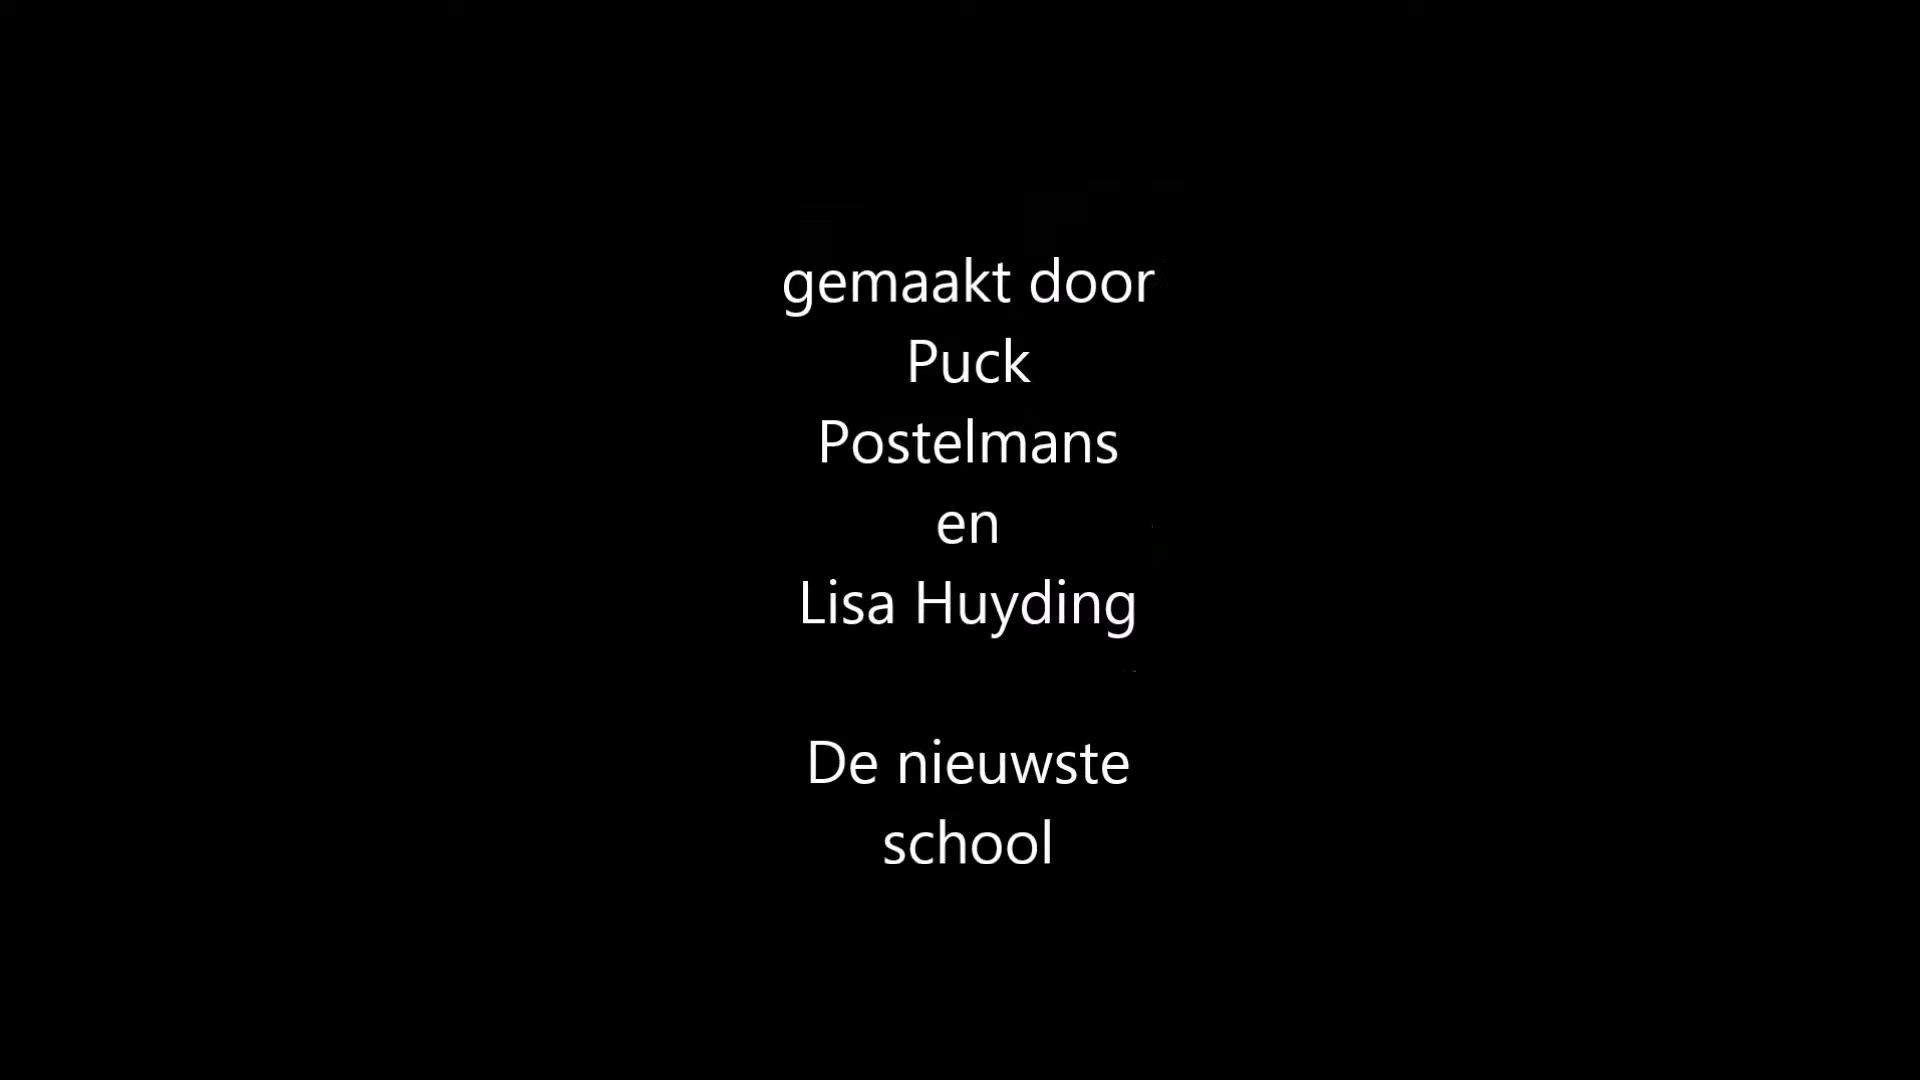 gemaakt door
Puck
Postelmans
en
Lisa Huyding
De nieuwste
school